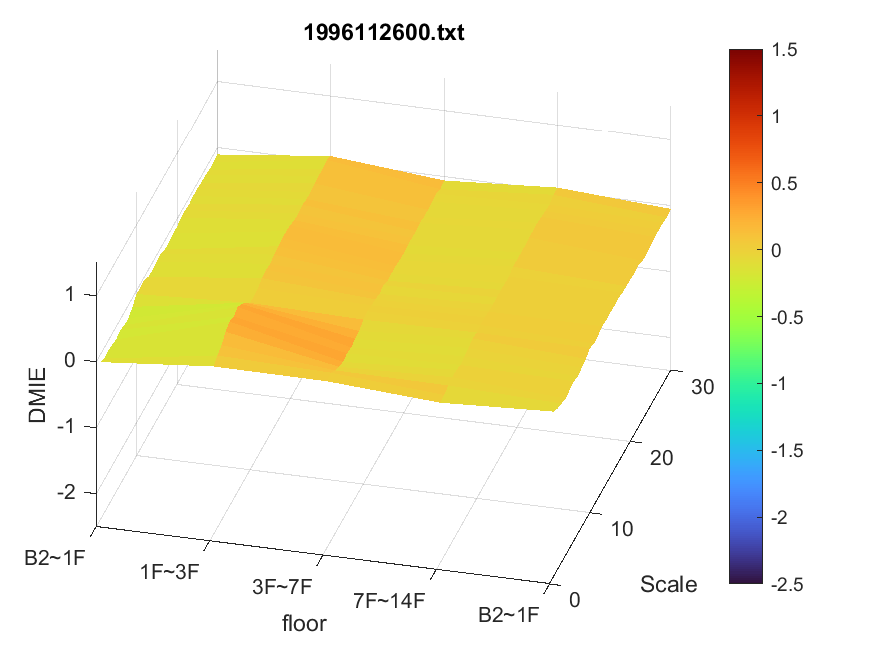 1996112600.txt
1
0
-1
-2
DMIE
B2~1F
1F~3F
3F~7F
7F~14F
B2~1F
floor
0
10
20
30
Scale
1.5
1
0.5
0
-0.5
-1
-1.5
-2
-2.5